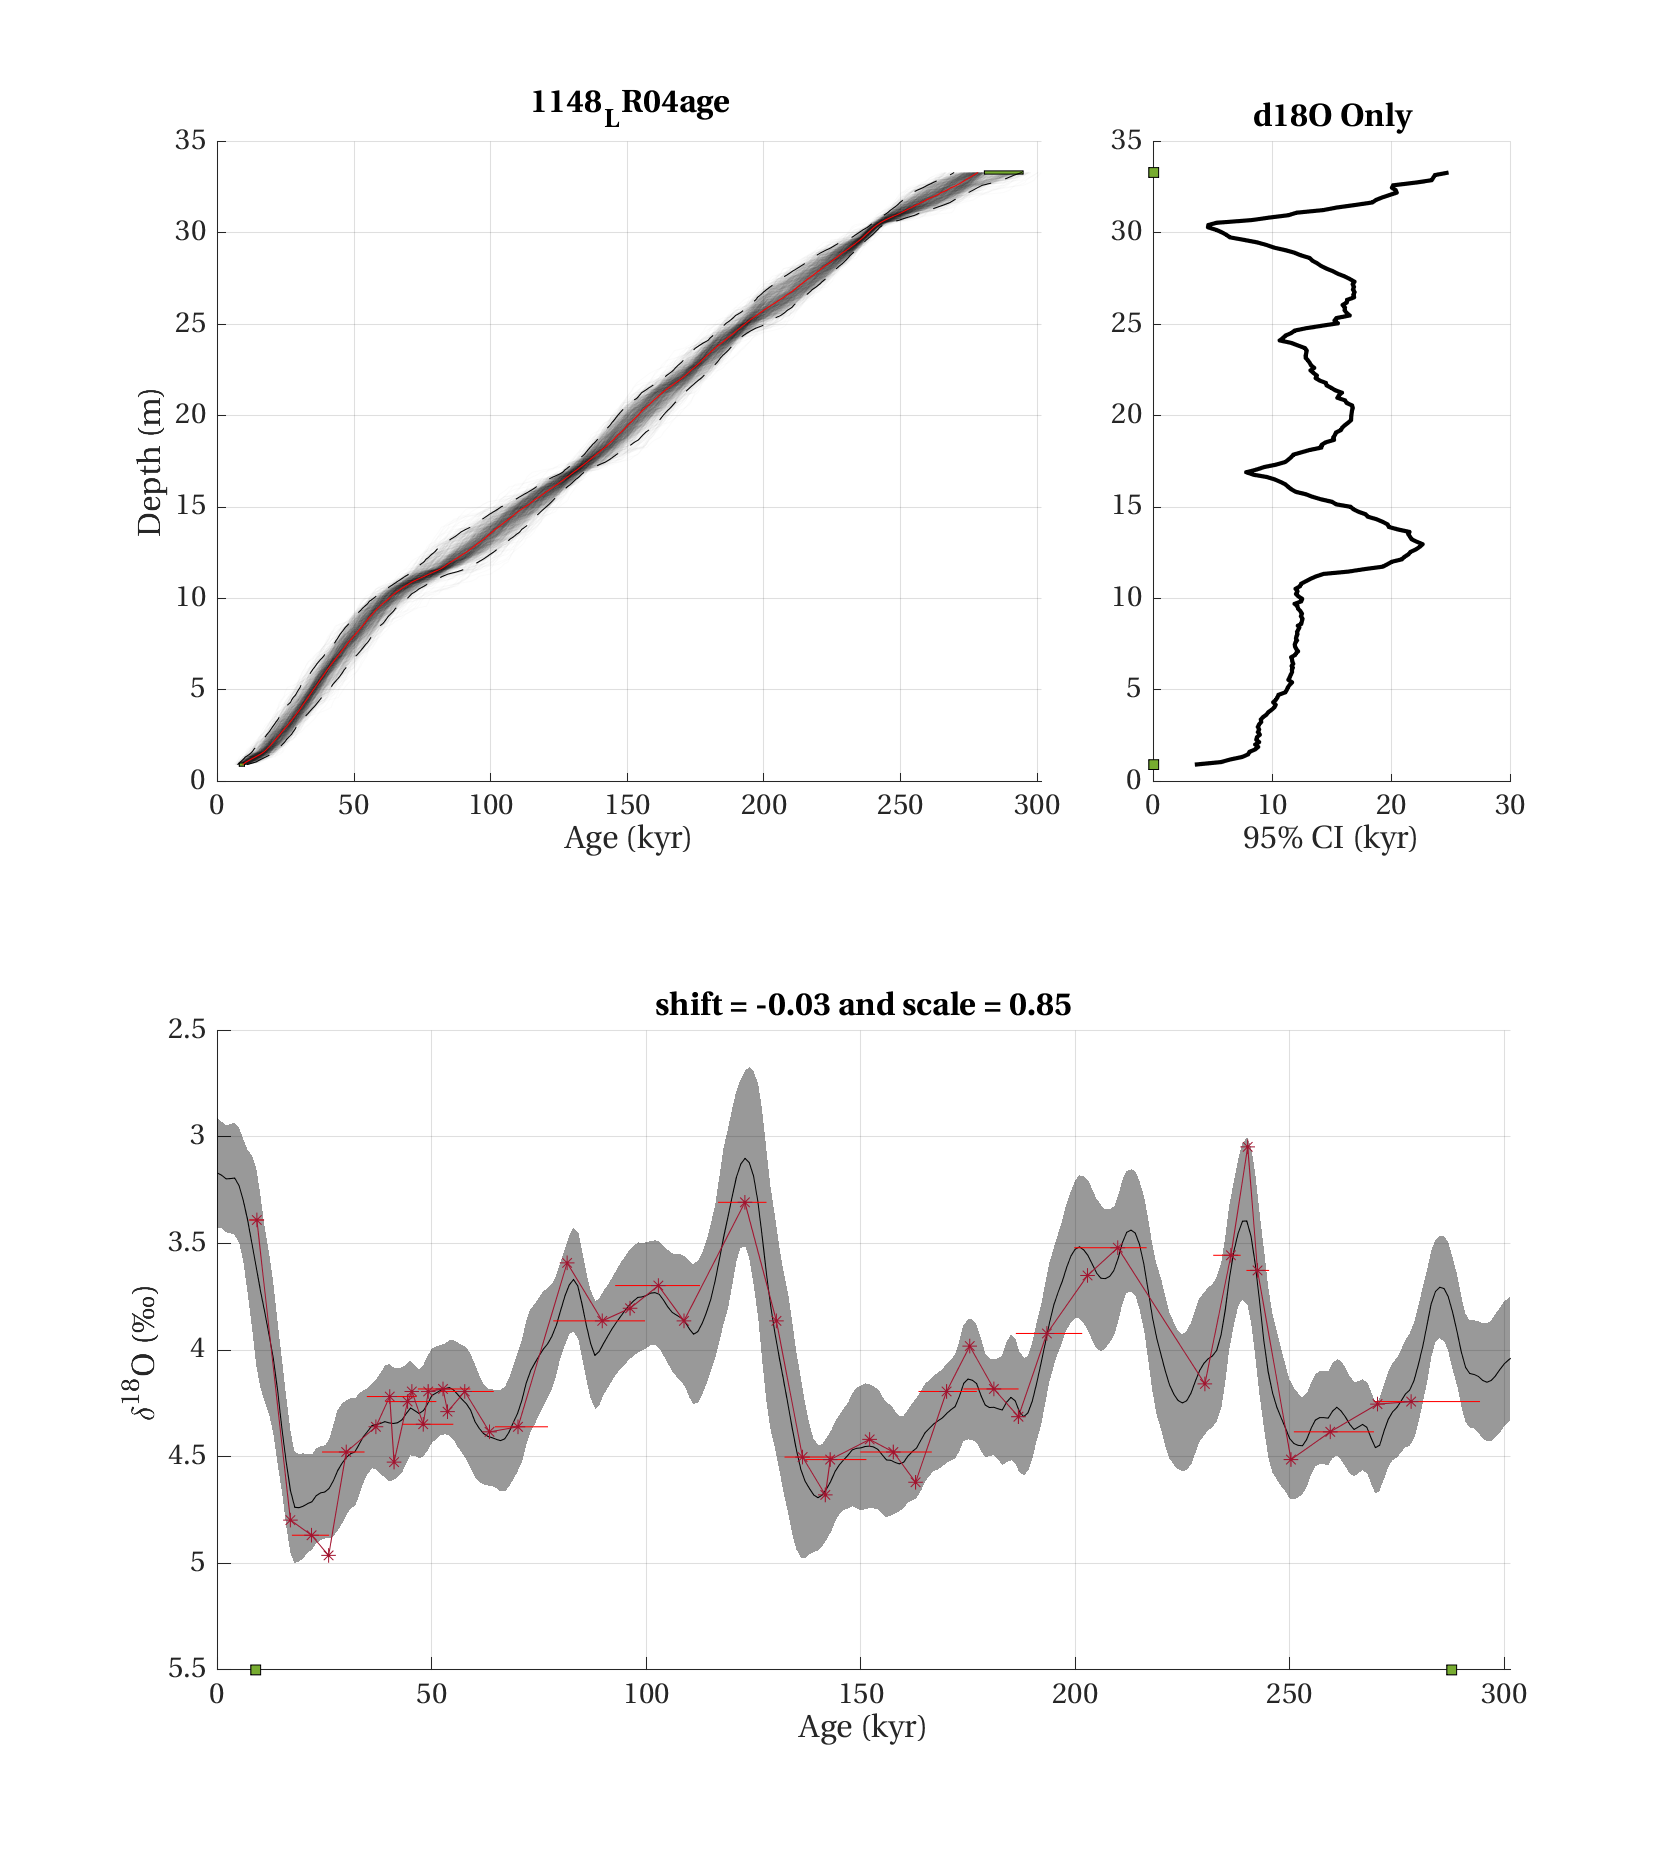 1148_LR04age
35
30
25
20
15
10
5
0
Depth (m)
0 50 100 150 200 250 300
Age (kyr)
d18O Only
35
30
25
20
15
10
5
0
0 10 20 30
95% CI (kyr)
shift = -0.03 and scale = 0.85
2.5
3
3.5
4
4.5
5
5.5
δ18O (‰)
0 50 100 150 200 250 300
Age (kyr)